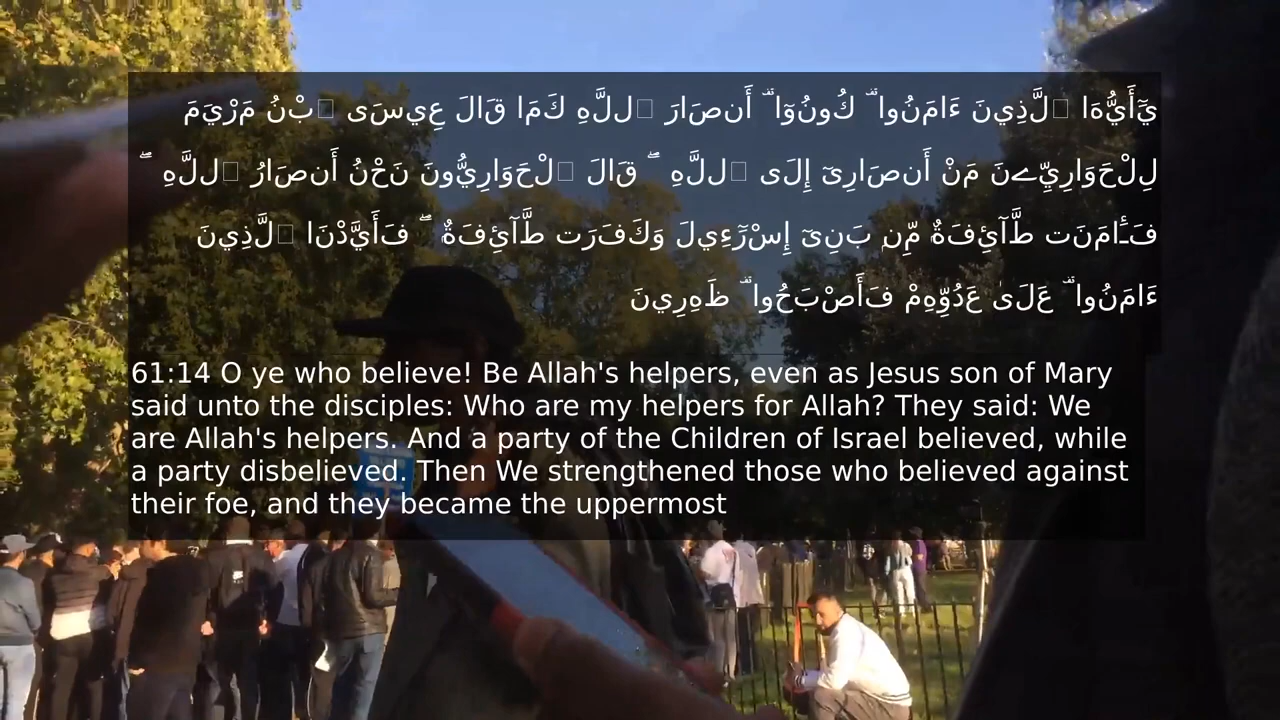 يَٰٓأَيُّهَا ٱلَّذِينَ ءَامَنُوا۟ كُونُوٓا۟ أَنصَارَ ٱللَّهِ كَمَا قَالَ عِيسَى ٱبْنُ مَرْيَمَ
لِلْحَوَارِيِّـۧنَ مَنْ أَنصَارِىٓ إِلَى ٱللَّهِ ۖ قَالَ ٱلْحَوَارِيُّونَ نَحْنُ أَنصَارُ ٱللَّهِ ۖ
فَـَٔامَنَت طَّآئِفَةٌ مِّنۢ بَنِىٓ إِسْرَٰٓءِيلَ وَكَفَرَت طَّآئِفَةٌ ۖ فَأَيَّدْنَا ٱلَّذِينَ
ءَامَنُوا۟ عَلَىٰ عَدُوِّهِمْ فَأَصْبَحُوا۟ ظَٰهِرِينَ
61:14 O ye who believe! Be Allah's helpers, even as Jesus son of Mary
said unto the disciples: Who are my helpers for Allah? They said: We
are Allah's helpers. And a party of the Children of Israel believed, while
a party disbelieved. Then We strengthened those who believed against
their foe, and they became the uppermost